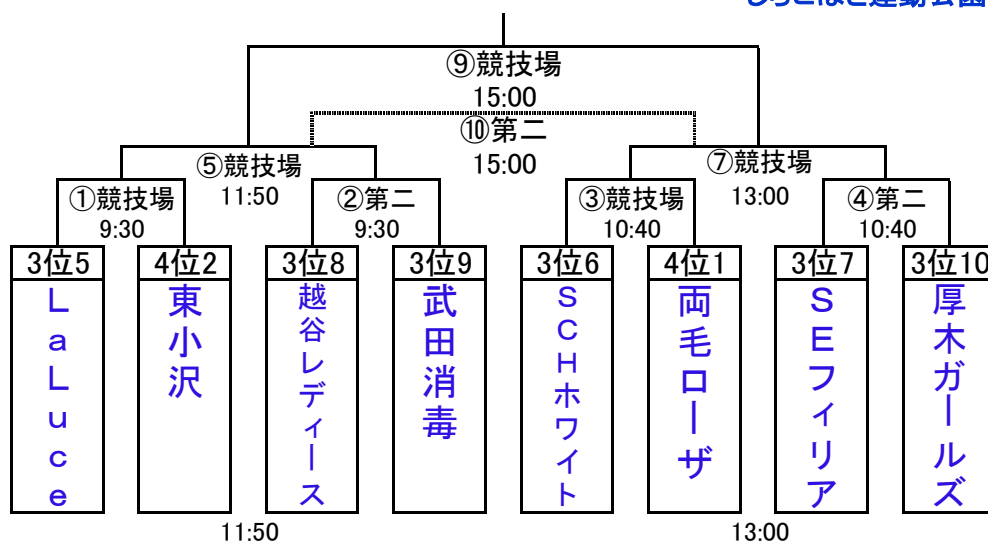 ⑨競技場
15:00
⑩第二
15:00
⑤競技場
11:50
⑦競技場
13:00
①競技場
9:30
②第二
9:30
③競技場
10:40
④第二
10:40
3位5
4位2
3位8
3位9
3位6
4位1
3位7
3位10
LaLuce
東小沢
越谷レディース
武田消毒
SCHホワイト
両毛ローザ
SEフィリア
厚木ガールズ
11:50
13:00